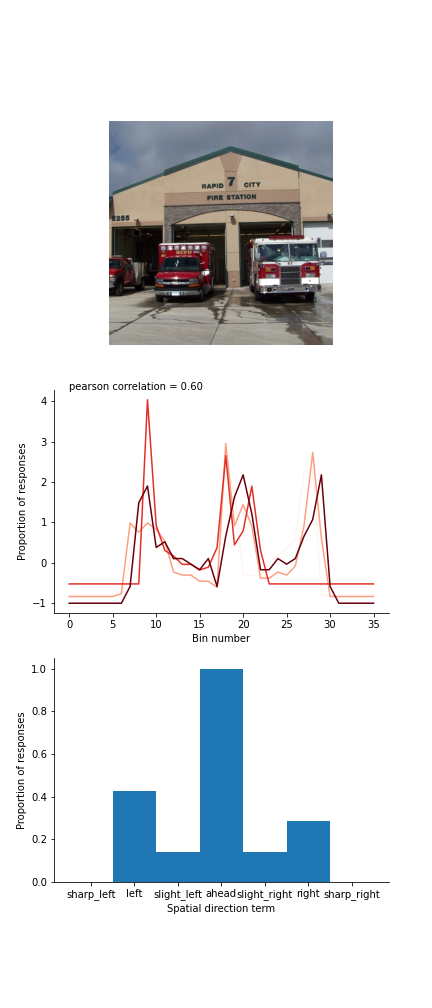 RAPID 7 CITY
FIRE STATION
2255
pearson correlation = 0.60
Proportion of responses
4
3
2
1
0
−1
0 5 10 15 20 25 30 35
Bin number
Proportion of responses
1.0
0.8
0.6
0.4
0.2
0.0
sharp_left left slight_left ahead slight_right right sharp_right
Spatial direction term